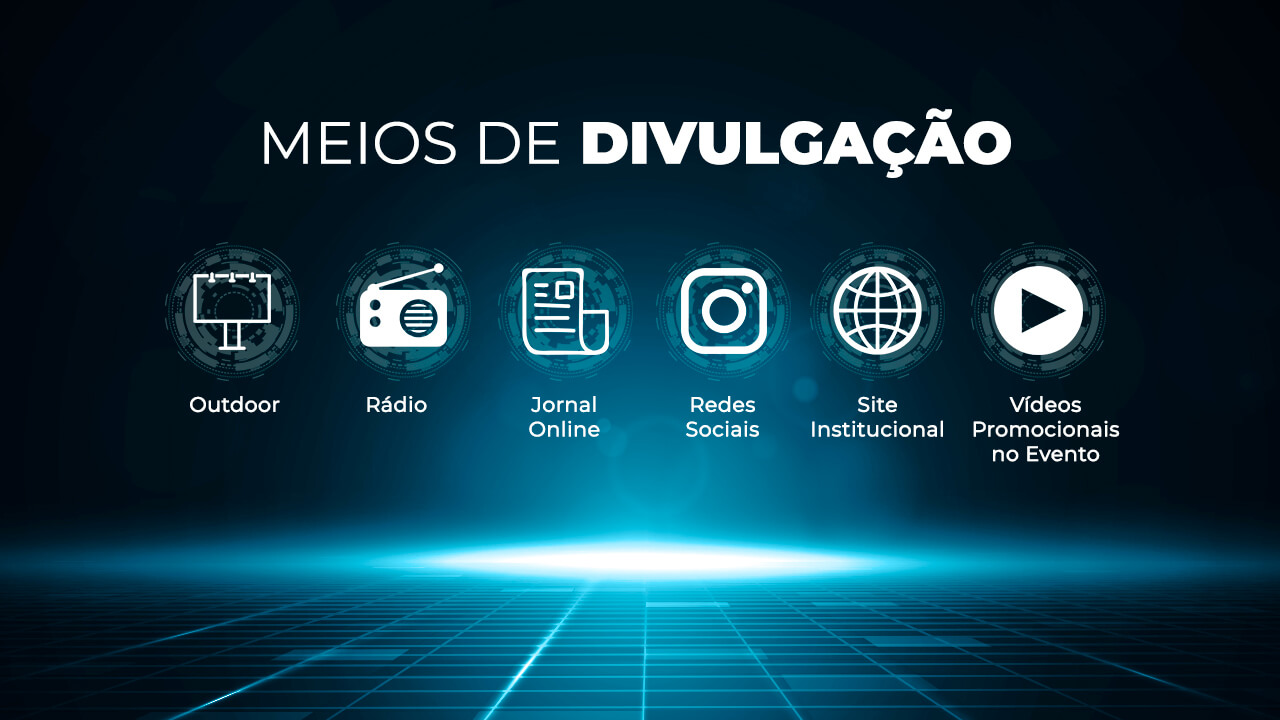 MEIOS DE DIVULGAÇÃO
Outdoor
Rádio
Jornal
Online
Redes
Sociais
Site
Institucional
Vídeos
Promocionais
no Evento